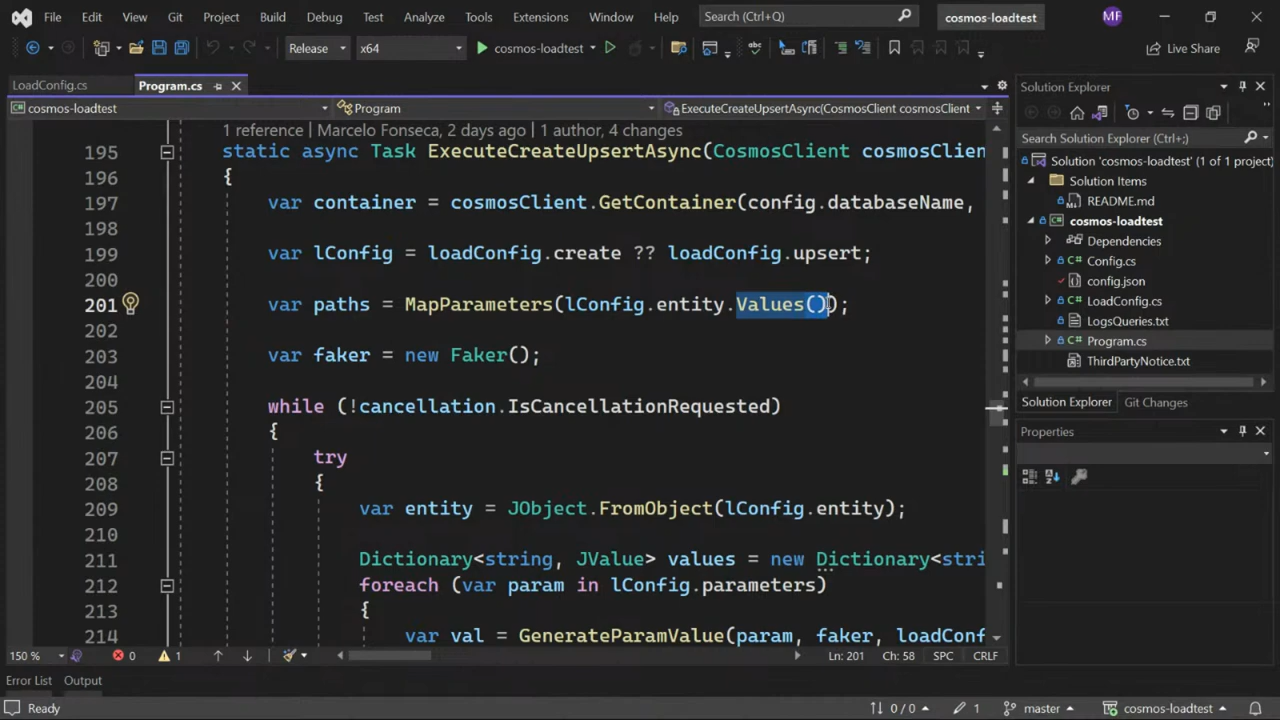 File Edit View Git Project Build Debug Test Analyze Tools Extensions Window Help Search (Ctrl+Q) cosmos-loadtest MF
Release x64 cosmos-loadtest Live Share
LoadConfig.cs Program.cs
cosmos-loadtest Program ExecuteCreateUpsertAsync(CosmosClient cosmosClient
1 reference | Marcelo Fonseca, 2 days ago | 1 author, 4 changes
195 static async Task ExecuteCreateUpsertAsync(CosmosClient cosmosClien
196 {
197 var container = cosmosClient.GetContainer(config.databaseName,
198
199 var lConfig = loadConfig.create ?? loadConfig.upsert;
200
201 var paths = MapParameters(lConfig.entity.Values());
202
203 var faker = new Faker();
204
205 while (!cancellation.IsCancellationRequested)
206 {
207 try
208 {
209 var entity = JObject.FromObject(lConfig.entity);
210
211 Dictionary<string, JValue> values = new Dictionary<stri
212 foreach (var param in lConfig.parameters)
213 {
214 var val = GenerateParamValue(param, faker, loadConf
150 % 0 1 Ln: 201 Ch: 58 SPC CRLF
Error List Output
Solution Explorer
Search Solution Explorer (Ctrl+;)
Solution 'cosmos-loadtest' (1 of 1 project)
Solution Items
README.md
cosmos-loadtest
Dependencies
C# Config.cs
config.json
C# LoadConfig.cs
LogsQueries.txt
C# Program.cs
ThirdPartyNotice.txt
Solution Explorer Git Changes
Properties
Ready 0 / 0 1 master cosmos-loadtest